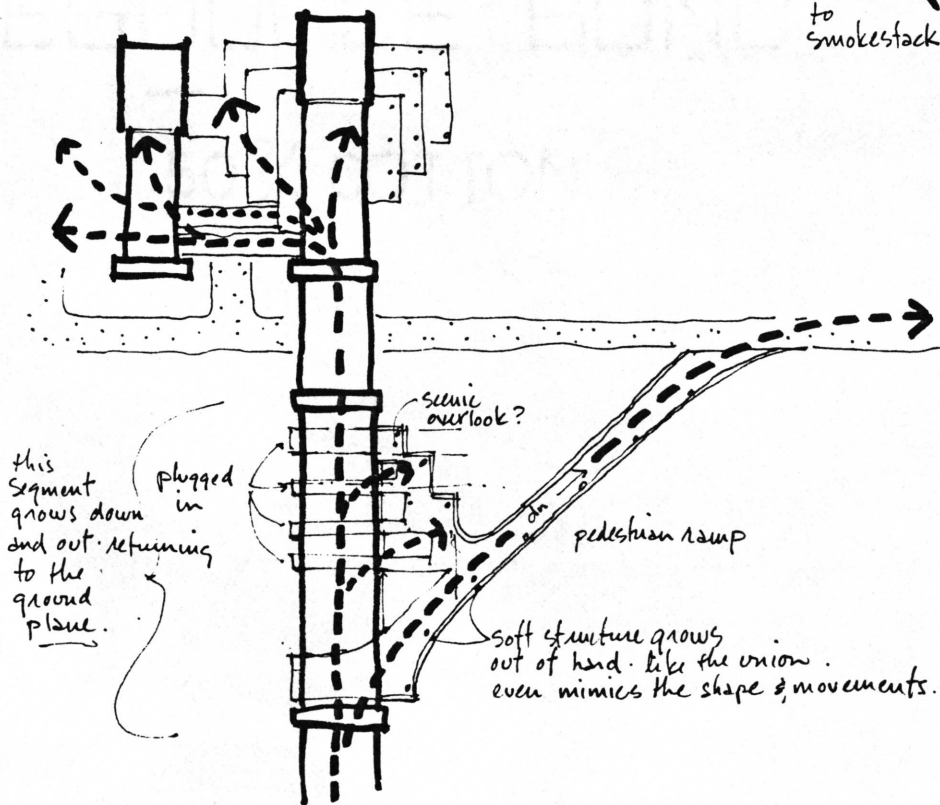 to
smokestack
scenic
overlook?
this
segment
grows down
and out returning
to the
ground
plane.
plugged
in
dn
pedestrian ramp
soft structure grows
out of hard. like the union.
even mimics the shape & movements.